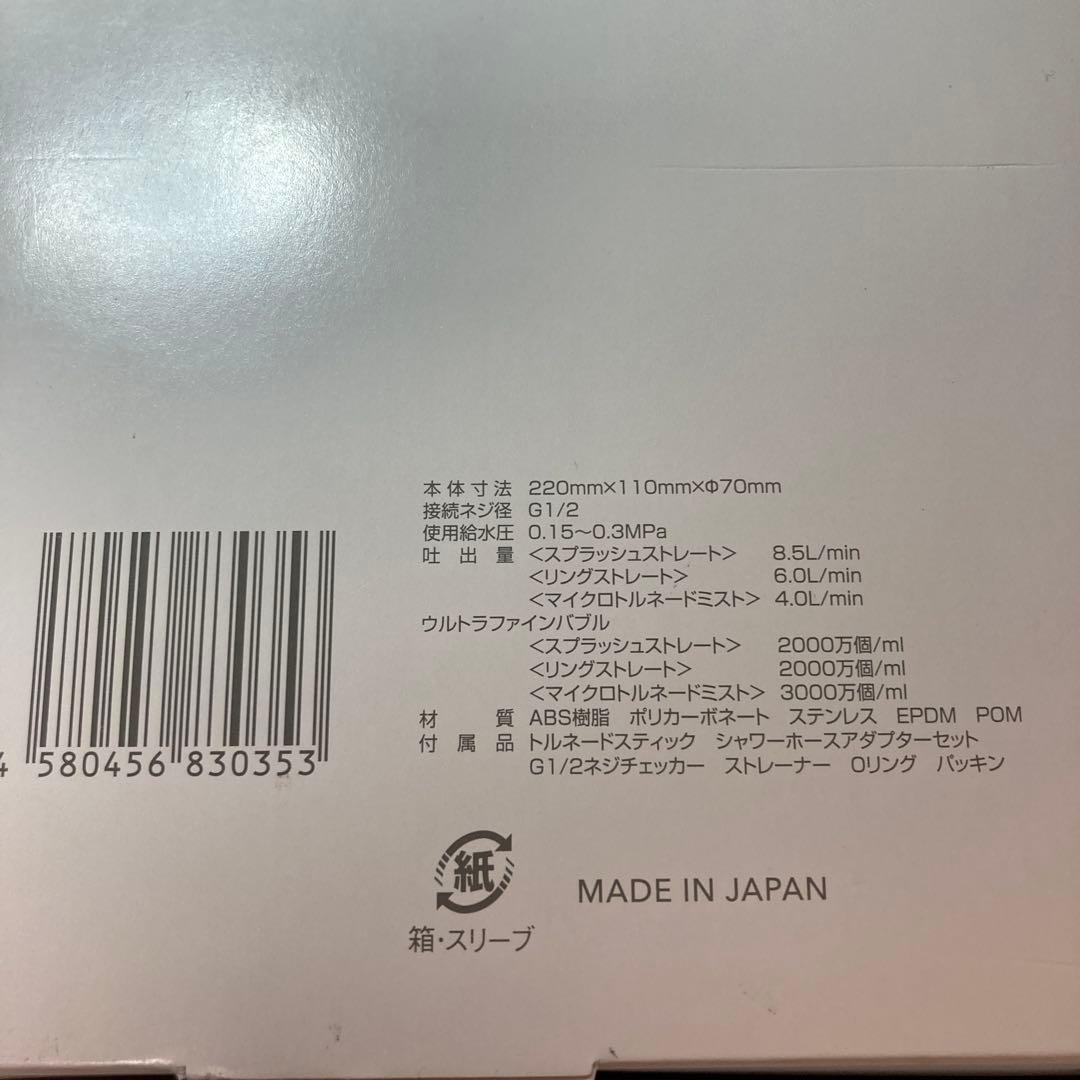 本体寸法 220mm×110mm×Φ70mm
接続ネジ径 G1/2
使用給水圧 0.15～0.3MPa
吐出量 <スプラッシュストレート> 8.5L/min
<リングストレート> 6.0L/min
<マイクロトルネードミスト> 4.0L/min
ウルトラファインバブル
<スプラッシュストレート> 2000万個/ml
<リングストレート> 2000万個/ml
<マイクロトルネードミスト> 3000万個/ml
材質 ABS樹脂 ポリカーボネート ステンレス EPDM POM
付属品 トルネードスティック シャワーホースアダプターセット
G1/2ネジチェッカー ストレーナー Oリング パッキン
4 580456 830353
紙
箱・スリーブ
MADE IN JAPAN